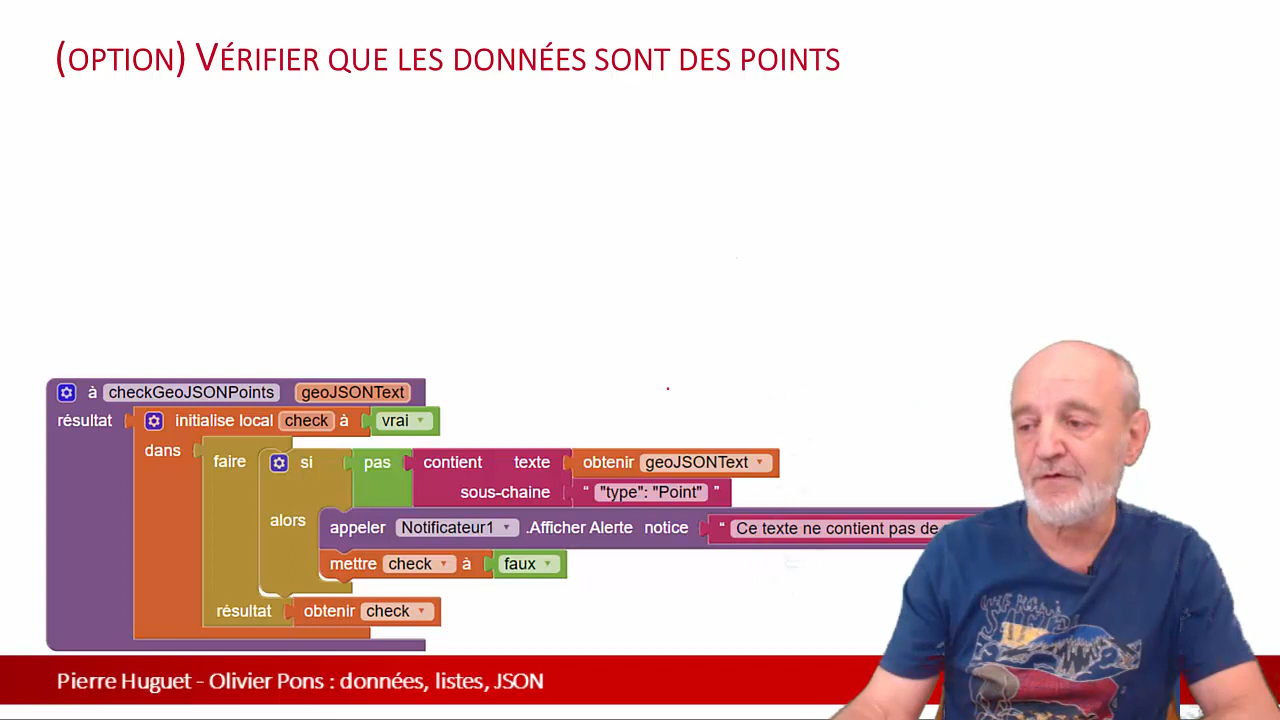 (OPTION) VÉRIFIER QUE LES DONNÉES SONT DES POINTS
à checkGeoJSONPoints geoJSONText
résultat initialise local check à vrai
dans faire si pas contient texte obtenir geoJSONText
sous-chaine " "type": "Point" "
alors appeler Notificateur1 .Afficher Alerte notice " Ce texte ne contient pas de
mettre check à faux
résultat obtenir check
Pierre Huguet - Olivier Pons : données, listes, JSON